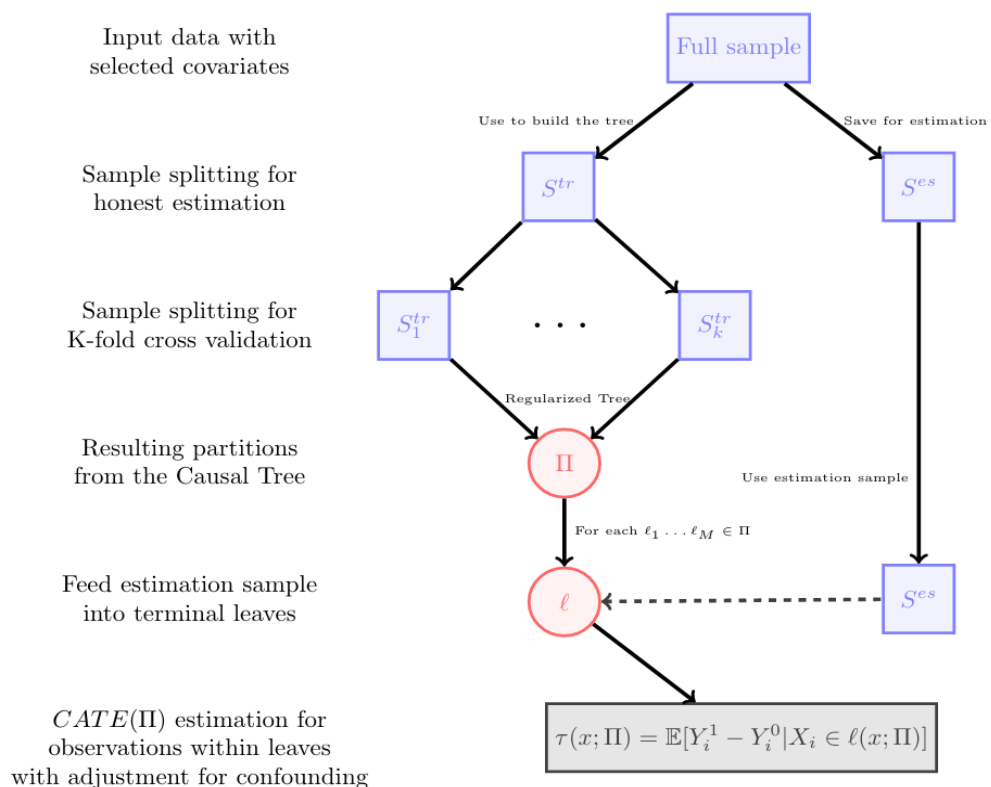 Input data with
selected covariates
Full sample
Use to build the tree
Save for estimation
Sample splitting for
honest estimation
S^{tr}
S^{es}
Sample splitting for
K-fold cross validation
S_1^{tr}
. . .
S_k^{tr}
Regularized Tree
Resulting partitions
from the Causal Tree
Π
Use estimation sample
For each ℓ_1 . . . ℓ_M ∈ Π
Feed estimation sample
into terminal leaves
ℓ
S^{es}
CATE(Π) estimation for
observations within leaves
with adjustment for confounding
τ(x; Π) = 𝔼[Y_i^1 − Y_i^0|X_i ∈ ℓ(x; Π)]